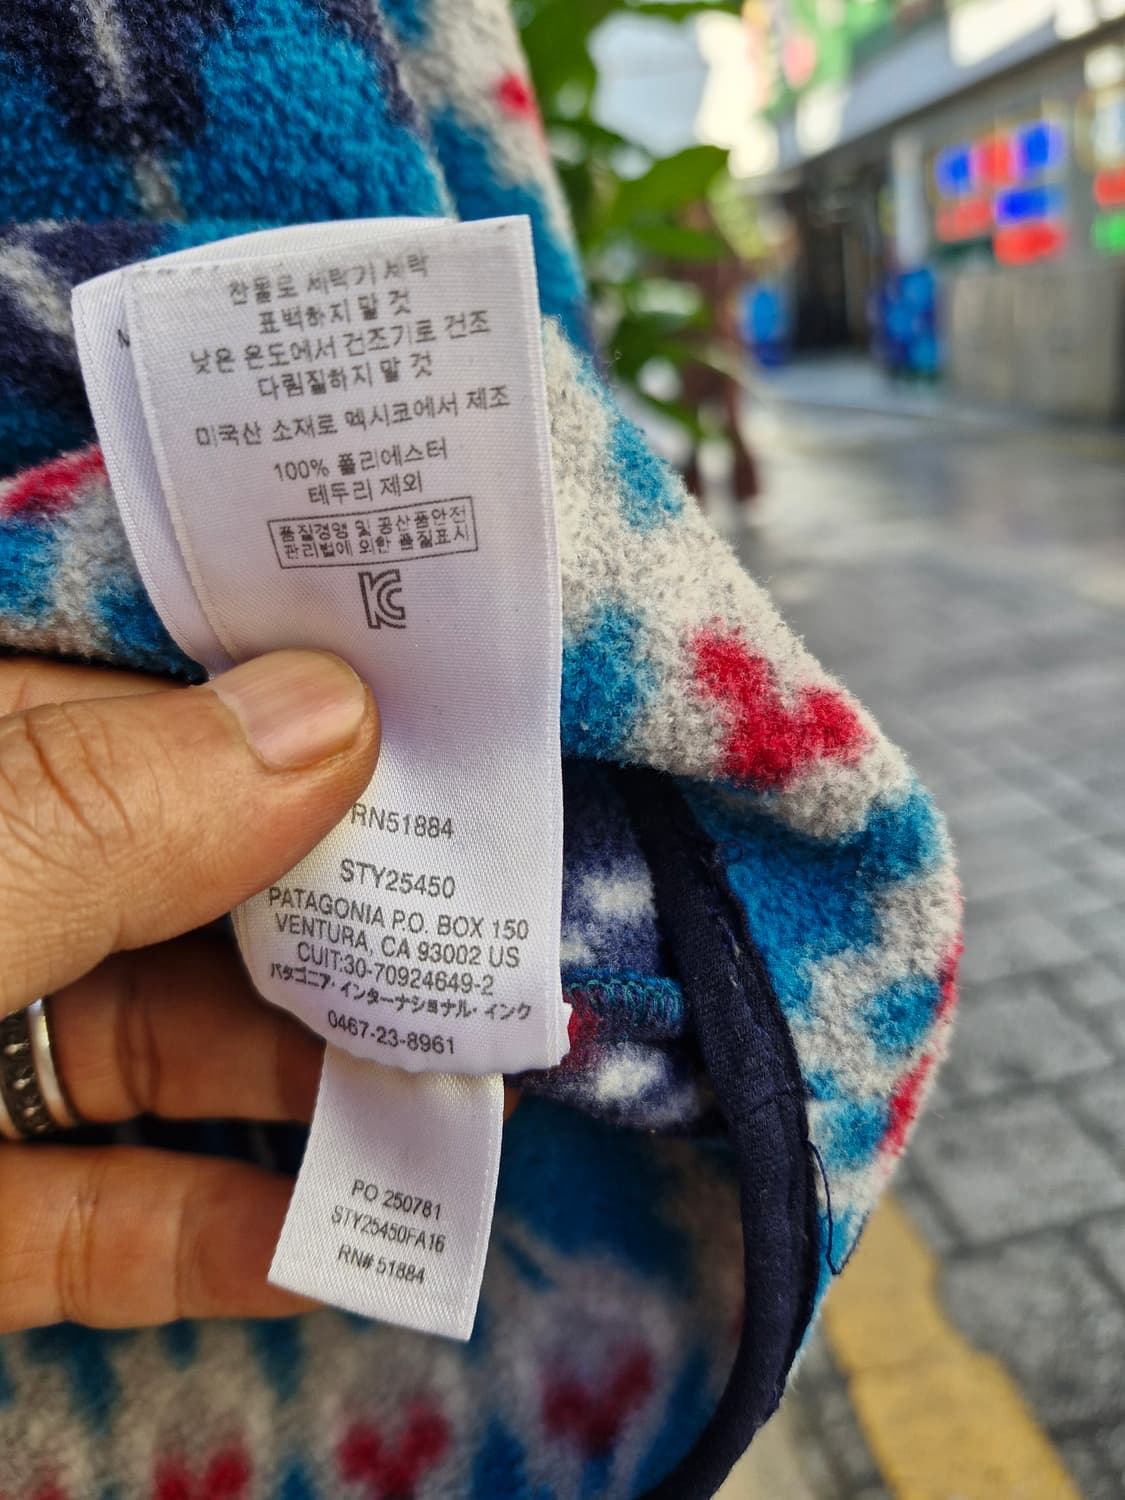 찬물로 세탁기 세탁
표백하지 말 것
낮은 온도에서 건조기로 건조
다림질하지 말 것
미국산 소재로 멕시코에서 제조
100% 폴리에스터
테두리 제외
품질경영 및 공산품안전
관리법에 의한 품질표시
RN51884
STY25450
PATAGONIA P.O. BOX 150
VENTURA, CA 93002 US
CUIT:30-70924649-2
パタゴニア・インターナショナル・インク
0467-23-8961
PO 250781
STY25450FA16
RN# 51884